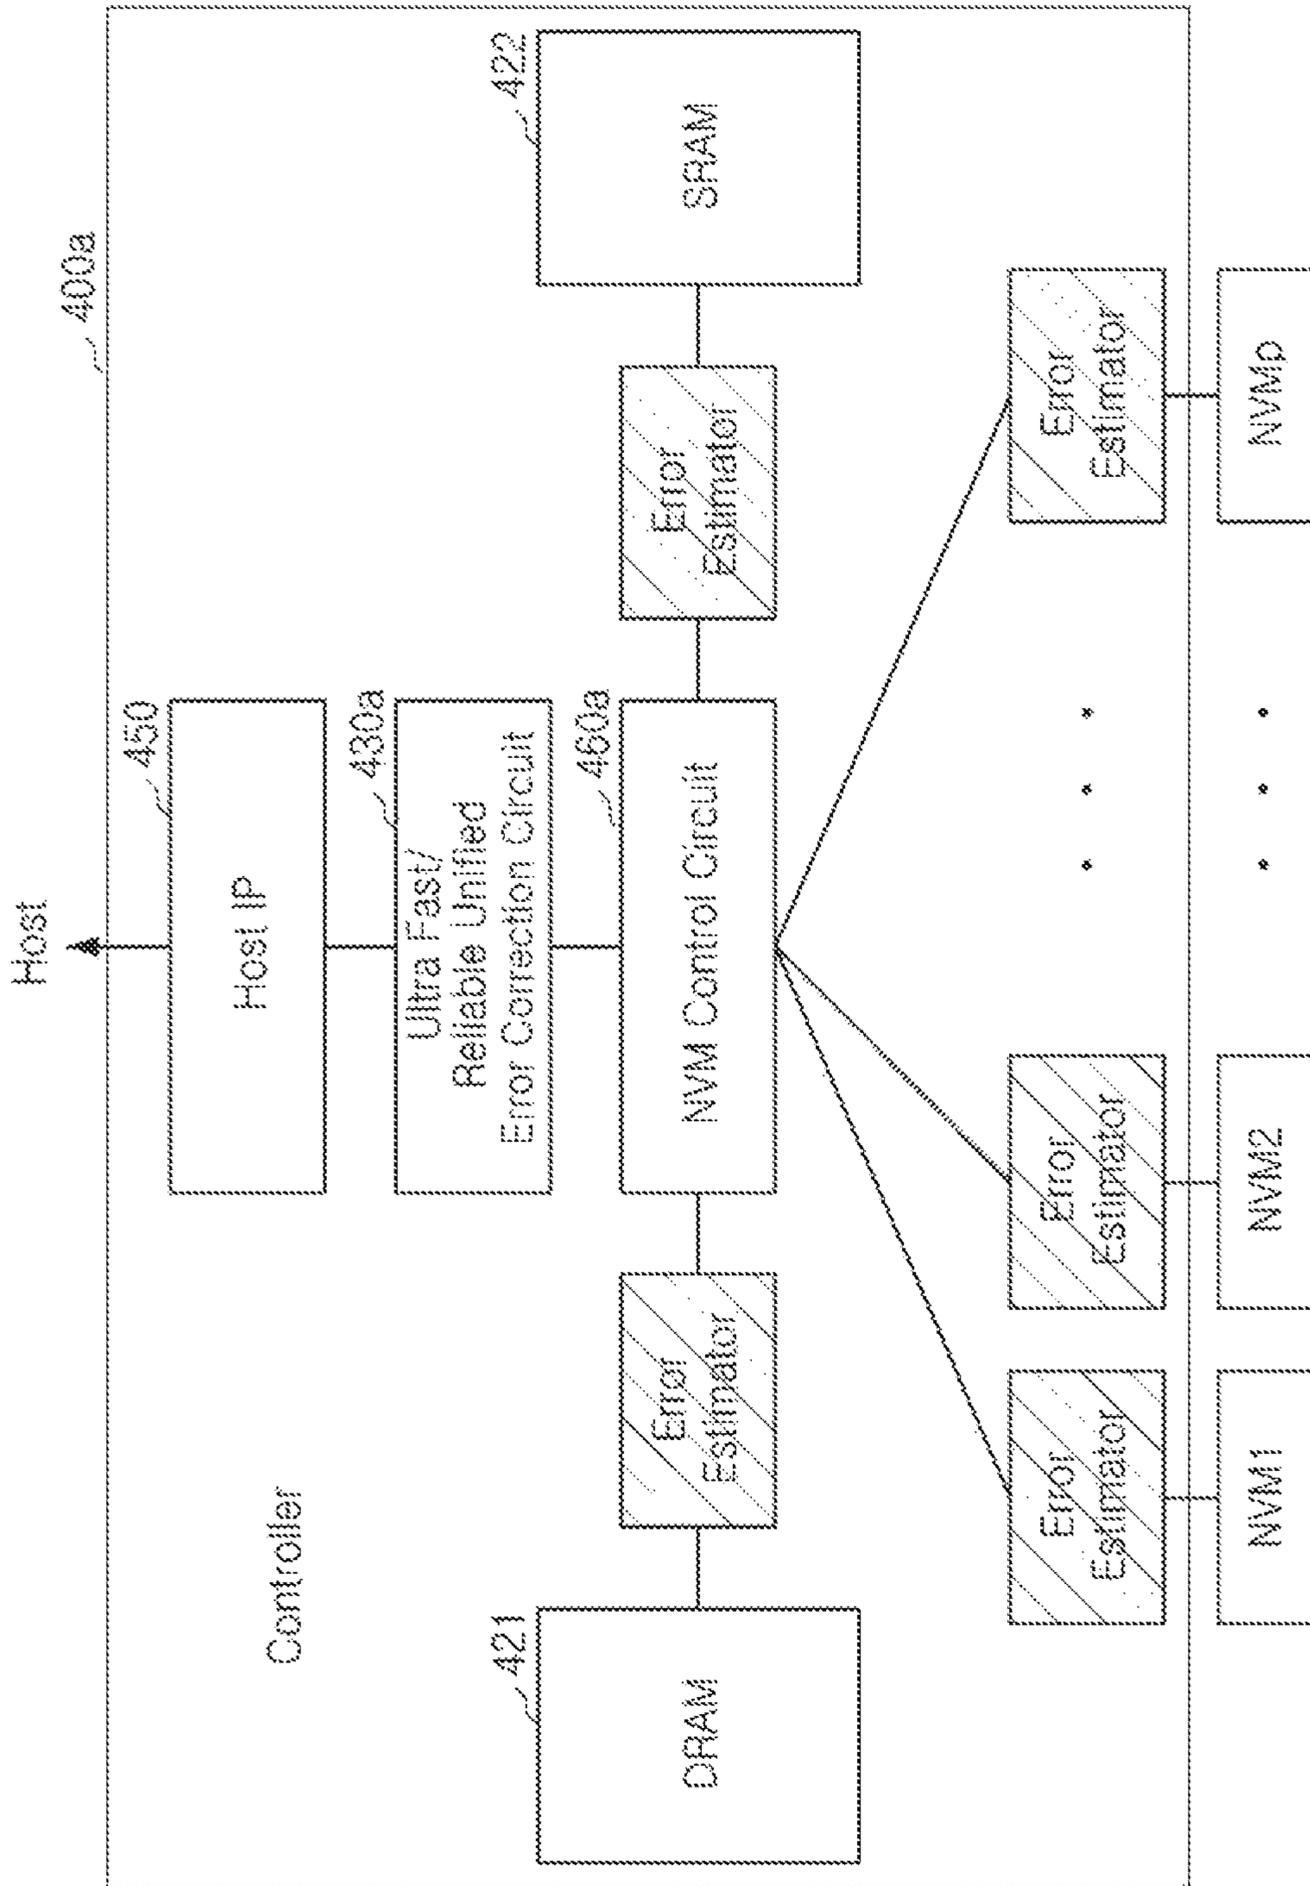 Host
400a
Controller
450
Host IP
430a
Ultra Fast/
Reliable Unified
Error Correction Circuit
421
DRAM
Error
Estimator
460a
NVM Control Circuit
Error
Estimator
422
SRAM
Error
Estimator
Error
Estimator
Error
Estimator
NVM1
NVM2
NVMp